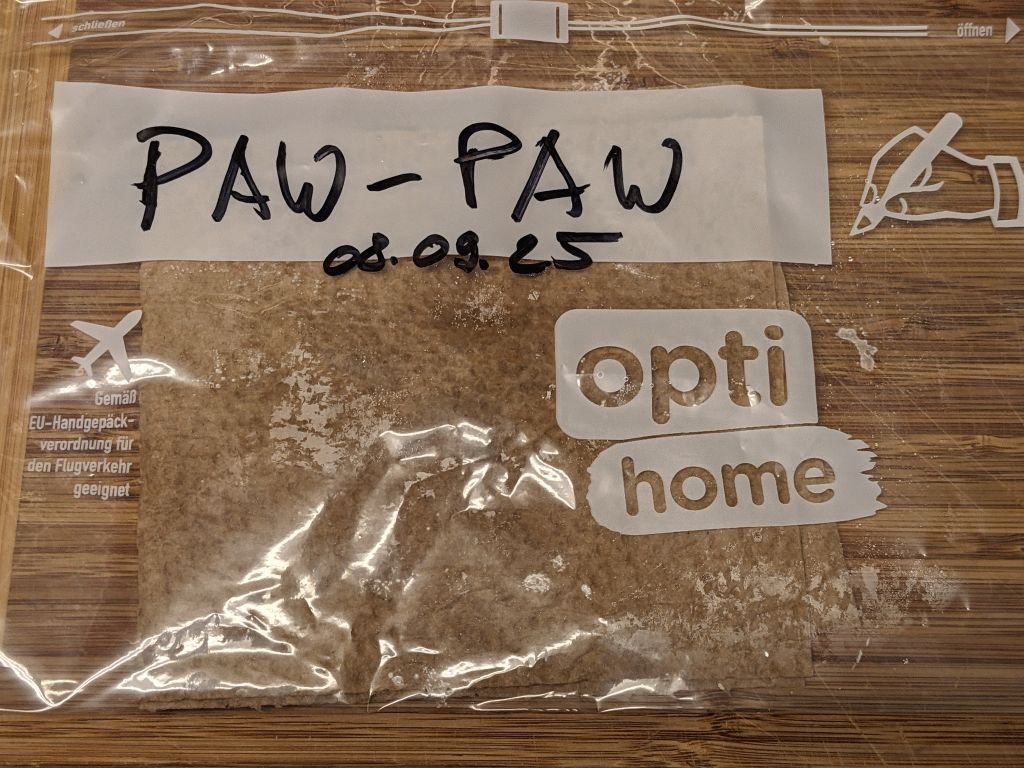 schließen
öffnen
PAW-PAW
08.09.25
opti
home
Gemäß
EU-Handgepäck-
verordnung für
den Flugverkehr
geeignet